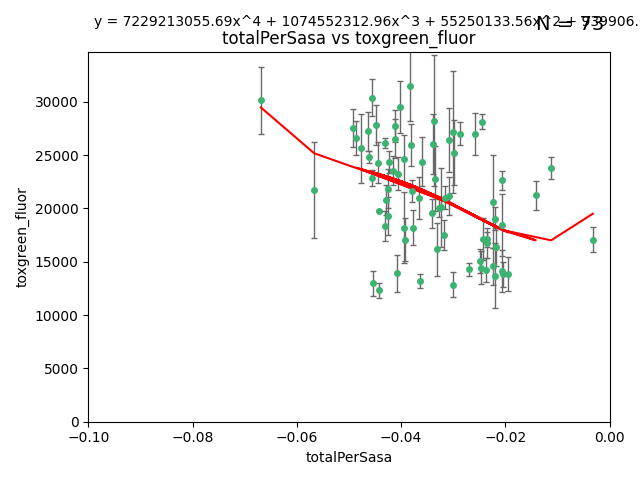 y = 7229213055.69x^4 + 1074552312.96x^3 + 55250133.56x^2 + 939906.
N = 73
totalPerSasa vs toxgreen_fluor
30000
25000
20000
15000
10000
5000
0
toxgreen_fluor
−0.10 −0.08 −0.06 −0.04 −0.02 0.00
totalPerSasa